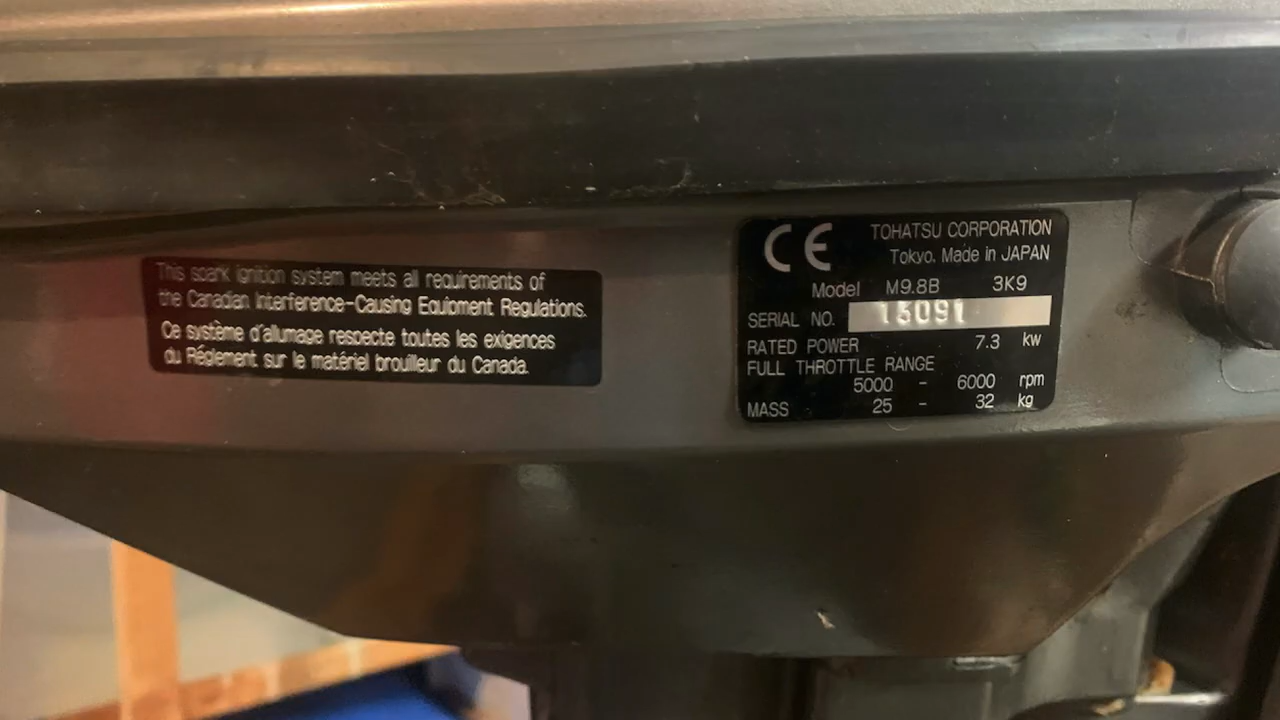 This spark ignition system meets all requirements of
the Canadian Interference-Causing Equipment Regulations.
Ce système d'allumage respecte toutes les exigences
du Réglement sur le matériel brouilleur du Canada.
CE TOHATSU CORPORATION
Tokyo. Made in JAPAN
Model M9.8B 3K9
SERIAL NO. 13091
RATED POWER 7.3 kw
FULL THROTTLE RANGE
5000 - 6000 rpm
MASS 25 - 32 kg